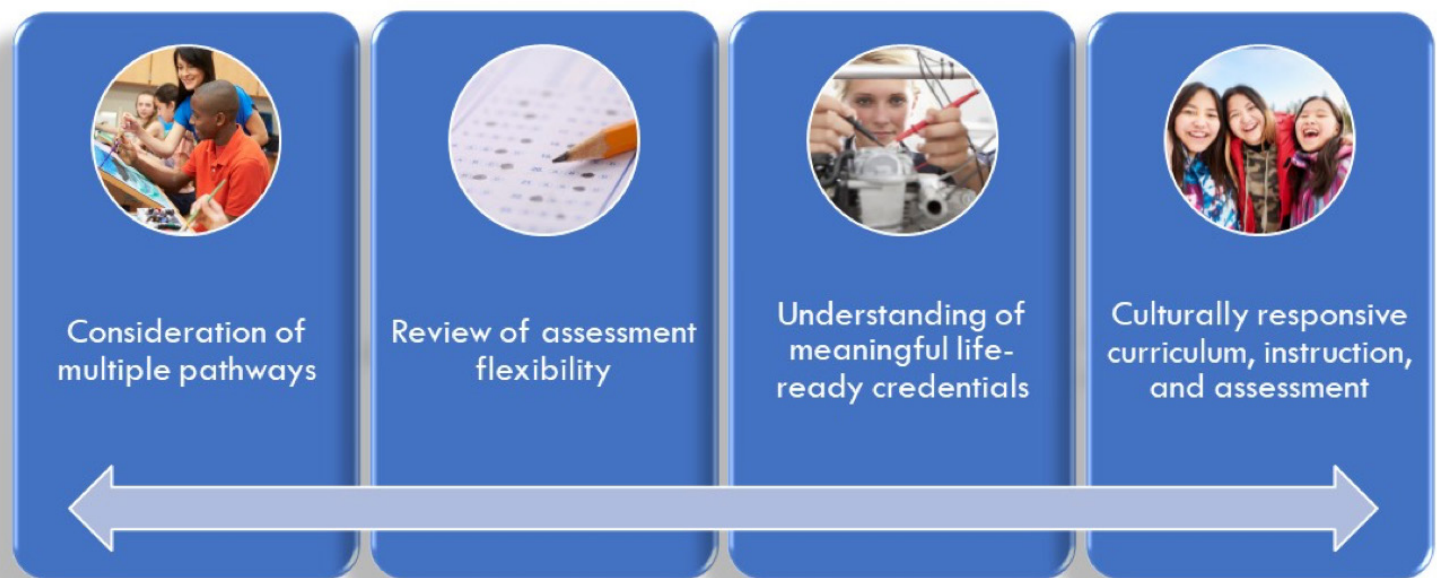 Consideration of
multiple pathways
Review of assessment
flexibility
Understanding of
meaningful life-
ready credentials
Culturally responsive
curriculum, instruction,
and assessment